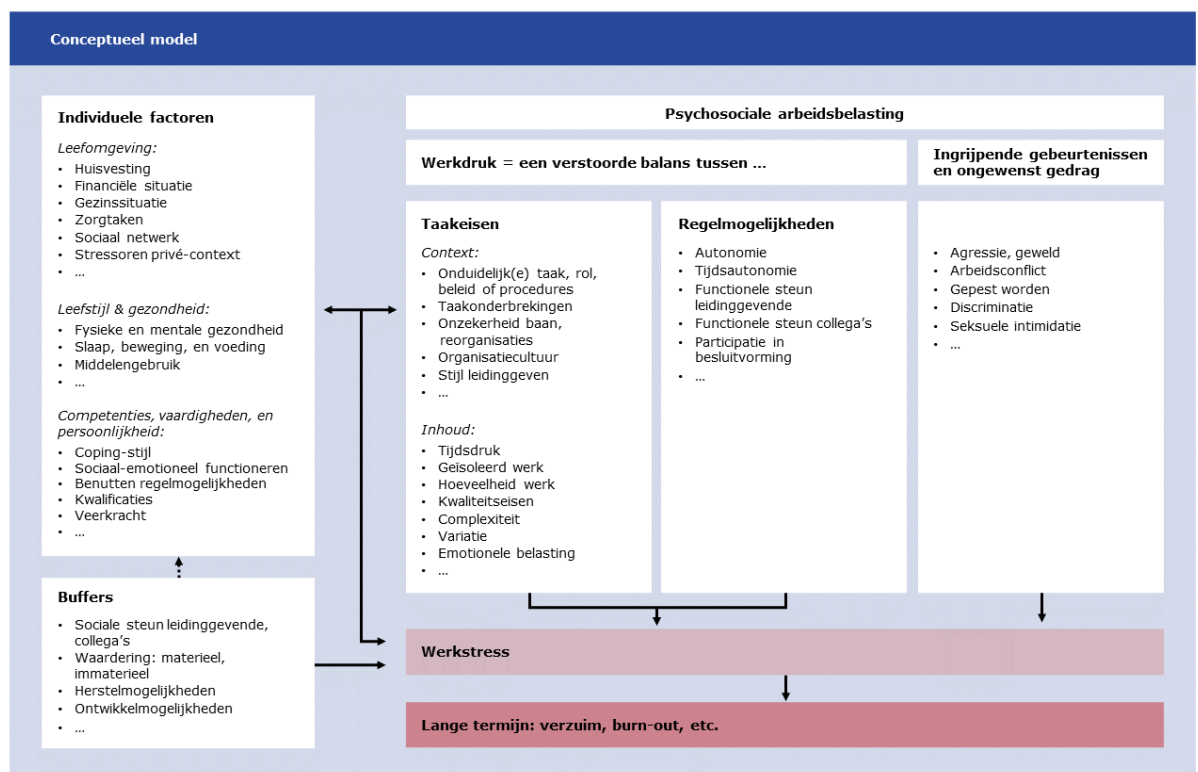 Conceptueel model
Individuele factoren
Leefomgeving:
• Huisvesting
• Financiële situatie
• Gezinssituatie
• Zorgtaken
• Sociaal netwerk
• Stressoren privé-context
• ...
Leefstijl & gezondheid:
• Fysieke en mentale gezondheid
• Slaap, beweging, en voeding
• Middelengebruik
• ...
Competenties, vaardigheden, en
persoonlijkheid:
• Coping-stijl
• Sociaal-emotioneel functioneren
• Benutten regelmogelijkheden
• Kwalificaties
• Veerkracht
• ...
Buffers
• Sociale steun leidinggevende,
collega's
• Waardering: materieel,
immaterieel
• Herstelmogelijkheden
• Ontwikkelmogelijkheden
• ...
Psychosociale arbeidsbelasting
Werkdruk = een verstoorde balans tussen ...
Taakeisen
Context:
• Onduidelijk(e) taak, rol,
beleid of procedures
• Taakonderbrekingen
• Onzekerheid baan,
reorganisaties
• Organisatiecultuur
• Stijl leidinggeven
• ...
Inhoud:
• Tijdsdruk
• Geïsoleerd werk
• Hoeveelheid werk
• Kwaliteitseisen
• Complexiteit
• Variatie
• Emotionele belasting
• ...
Regelmogelijkheden
• Autonomie
• Tijdsautonomie
• Functionele steun
leidinggevende
• Functionele steun collega's
• Participatie in
besluitvorming
• ...
Ingrijpende gebeurtenissen
en ongewenst gedrag
• Agressie, geweld
• Arbeidsconflict
• Gepest worden
• Discriminatie
• Seksuele intimidatie
• ...
Werkstress
Lange termijn: verzuim, burn-out, etc.